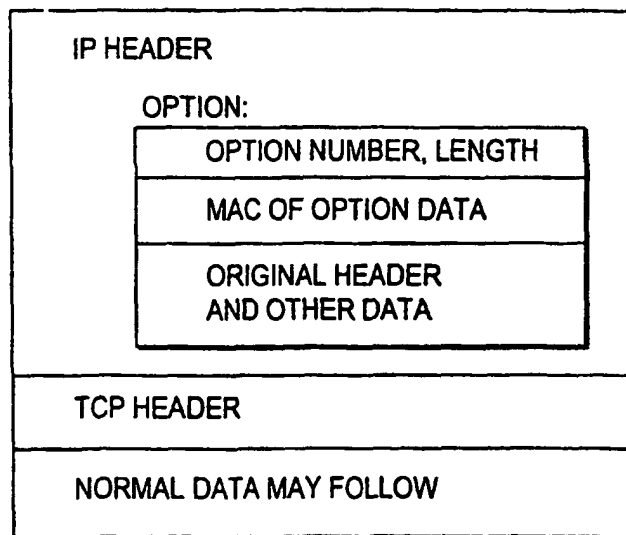 IP HEADER
OPTION:
OPTION NUMBER, LENGTH
MAC OF OPTION DATA
ORIGINAL HEADER
AND OTHER DATA
TCP HEADER
NORMAL DATA MAY FOLLOW